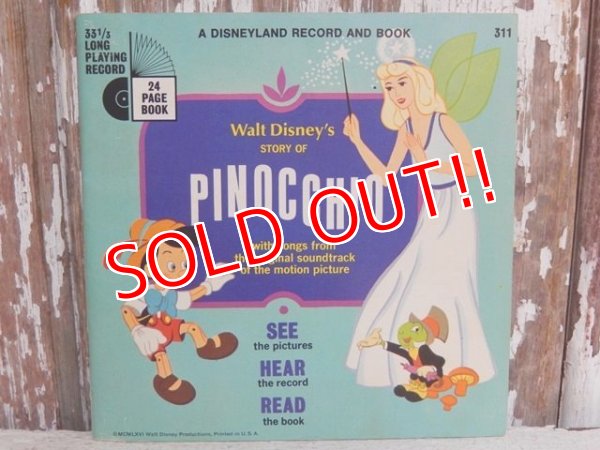 33 1/3
LONG
PLAYING
RECORD
24
PAGE
BOOK
A DISNEYLAND RECORD AND BOOK
311
Walt Disney's
STORY OF
PINOCCHIO
with songs from
the original soundtrack
of the motion picture
SOLD OUT!!
SEE
the pictures
HEAR
the record
READ
the book
©MCMLXVI Walt Disney Productions, Printed in U.S.A.